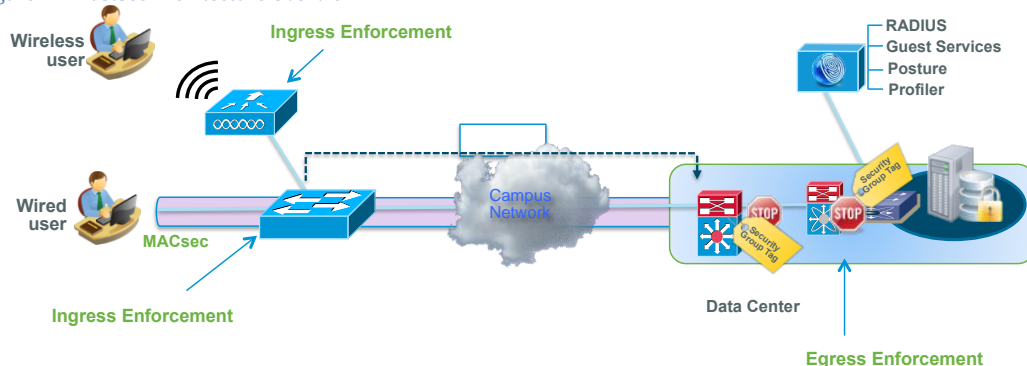 Wireless
user
Ingress Enforcement
RADIUS
Guest Services
Posture
Profiler
Security
Group Tag
Wired
user
MACsec
Campus
Network
STOP
STOP
Security
Group Tag
Ingress Enforcement
Data Center
Egress Enforcement